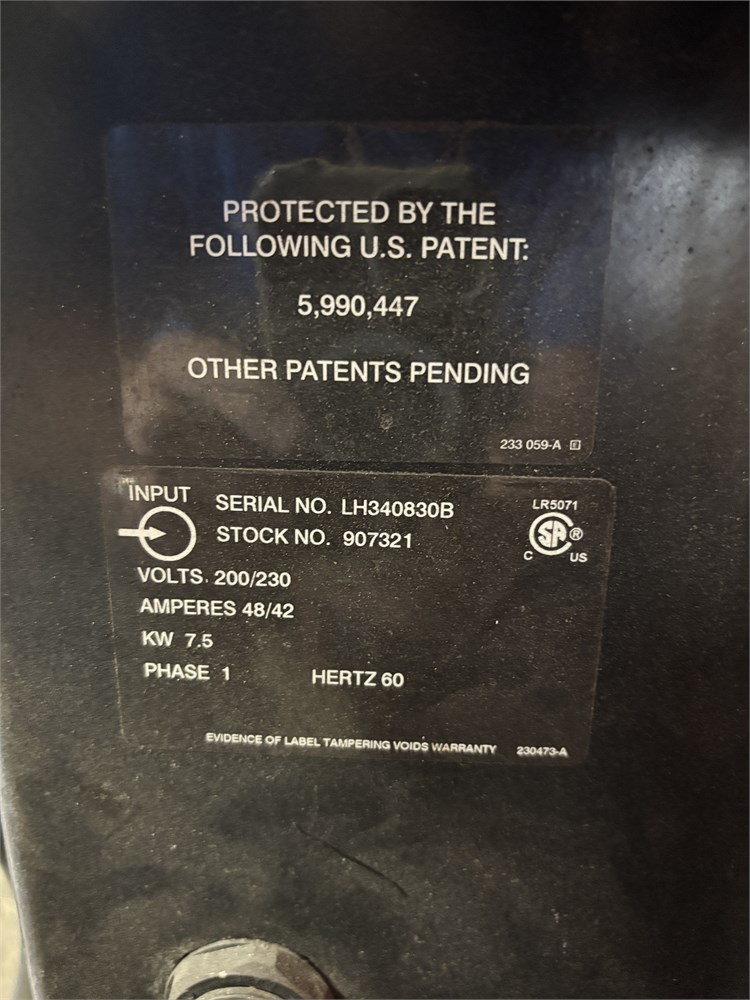 PROTECTED BY THE
FOLLOWING U.S. PATENT:
5,990,447
OTHER PATENTS PENDING
233 059-A E
INPUT
SERIAL NO. LH340830B
STOCK NO. 907321
LR5071
SP ®
C US
VOLTS 200/230
AMPERES 48/42
KW 7.5
PHASE 1 HERTZ 60
EVIDENCE OF LABEL TAMPERING VOIDS WARRANTY 230473-A